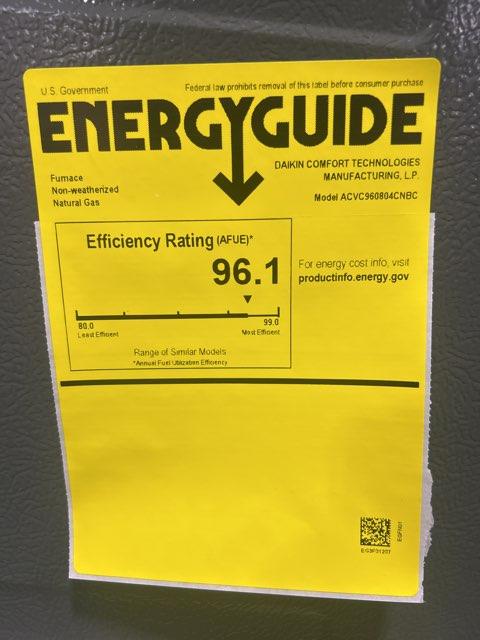 U.S. Government
Federal law prohibits removal of this label before consumer purchase
ENERGYGUIDE
Furnace
Non-weatherized
Natural Gas
DAIKIN COMFORT TECHNOLOGIES
MANUFACTURING, L.P.
Model ACVC960804CNBC
Efficiency Rating (AFUE)*
96.1
80.0
Least Efficient
99.0
Most Efficient
Range of Similar Models
*Annual Fuel Utilization Efficiency
For energy cost info, visit
productinfo.energy.gov